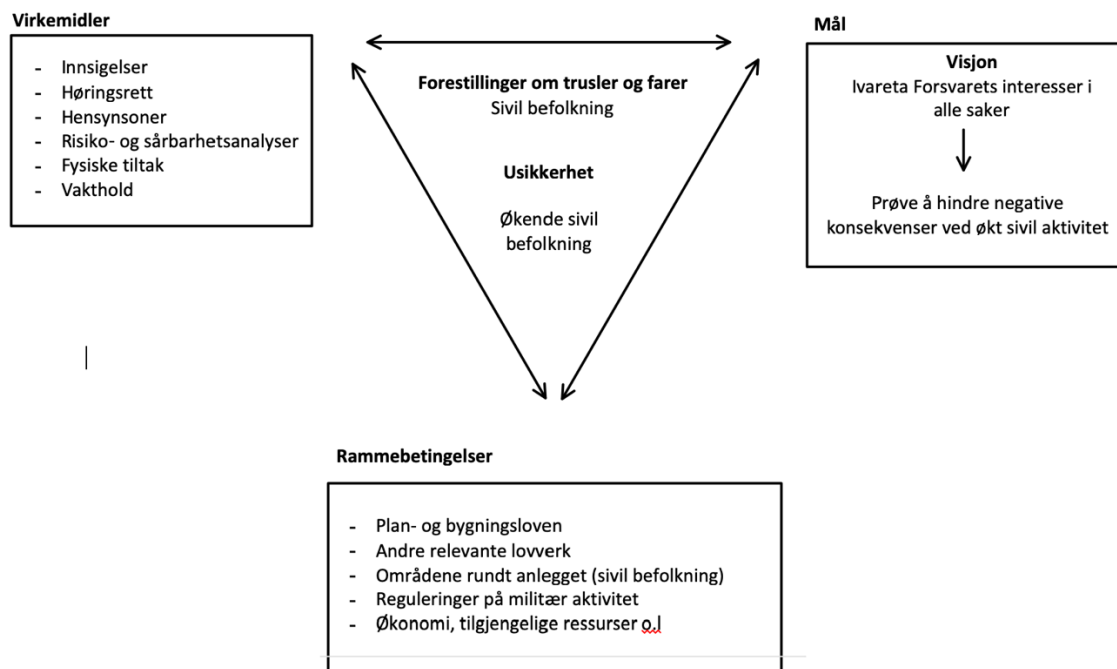 Virkemidler
- Innsigelser
- Høringsrett
- Hensynsoner
- Risiko- og sårbarhetsanalyser
- Fysiske tiltak
- Vakthold
Forestillinger om trusler og farer
Sivil befolkning
Usikkerhet
Økende sivil
befolkning
Mål
Visjon
Ivareta Forsvarets interesser i
alle saker
Prøve å hindre negative
konsekvenser ved økt sivil aktivitet
Rammebetingelser
- Plan- og bygningsloven
- Andre relevante lovverk
- Områdene rundt anlegget (sivil befolkning)
- Reguleringer på militær aktivitet
- Økonomi, tilgjengelige ressurser o.l